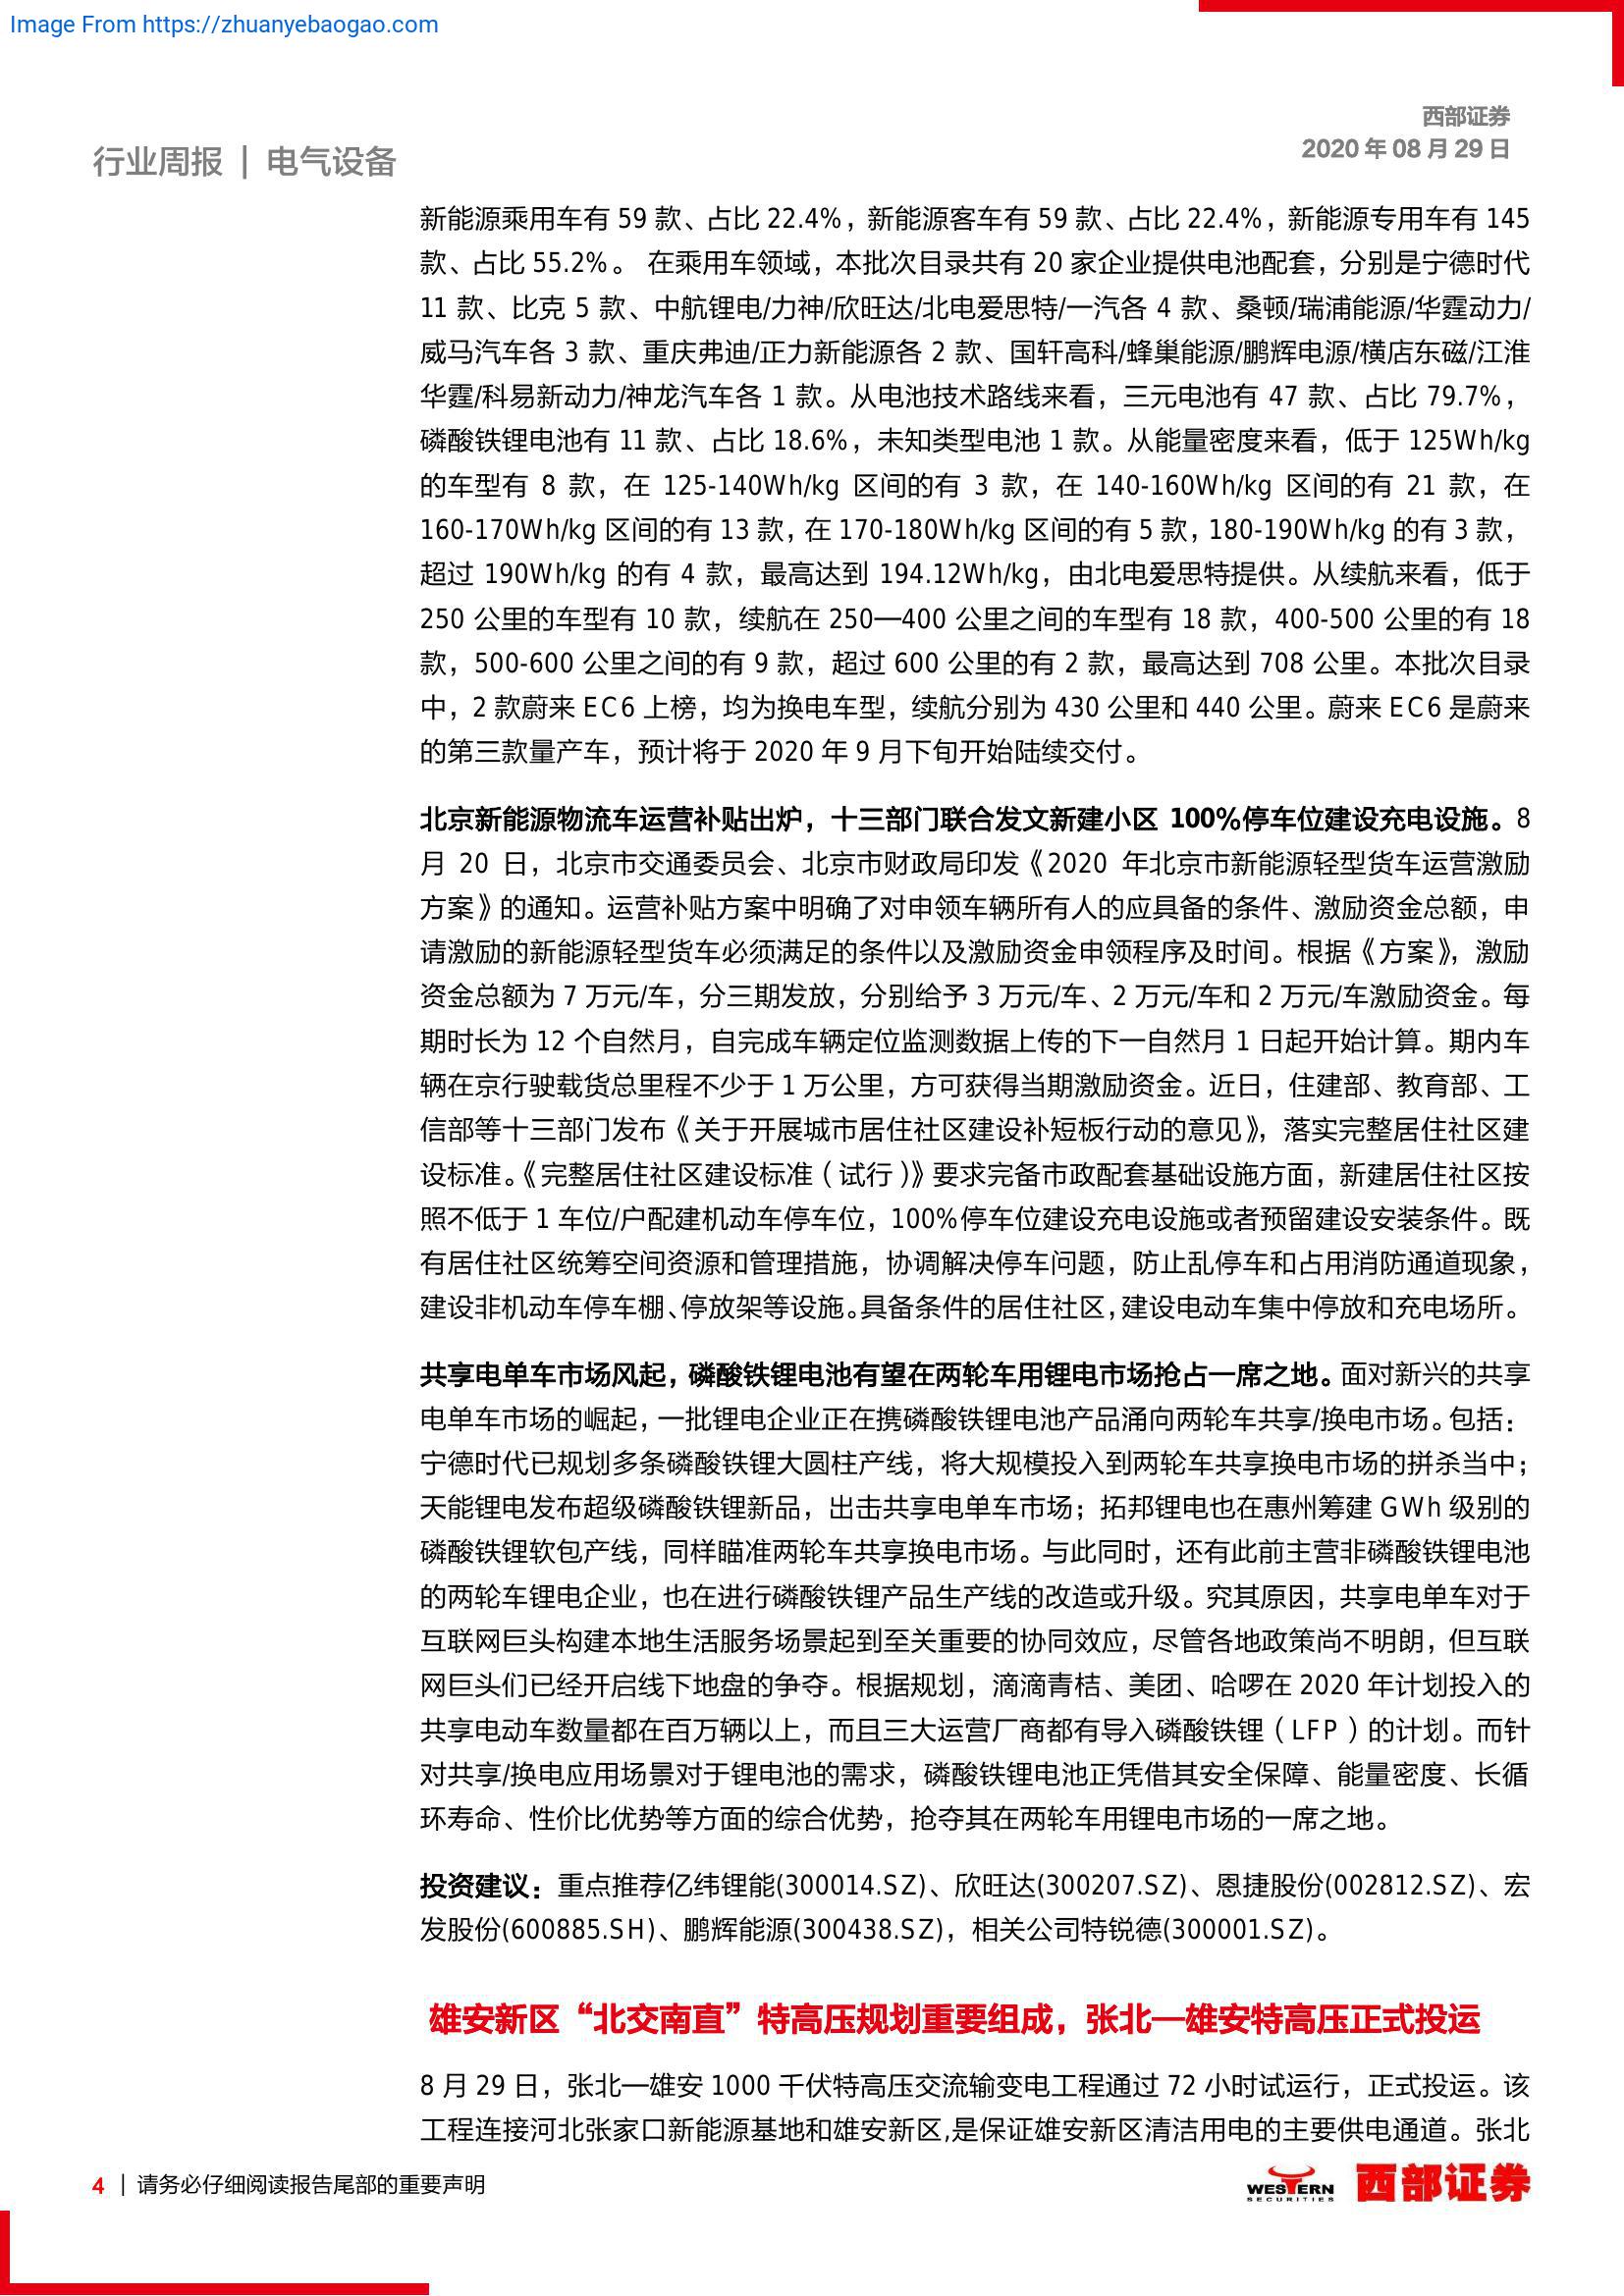 Image From https://zhuanyebaogao.com
西部证券
2020 年 08 月 29 日
行业周报 | 电气设备
新能源乘用车有 59 款、占比 22.4%，新能源客车有 59 款、占比 22.4%，新能源专用车有 145
款、占比 55.2%。 在乘用车领域，本批次目录共有 20 家企业提供电池配套，分别是宁德时代
11 款、比克 5 款、中航锂电/力神/欣旺达/北电爱思特/一汽各 4 款、桑顿/瑞浦能源/华霆动力/
威马汽车各 3 款、重庆弗迪/正力新能源各 2 款、国轩高科/蜂巢能源/鹏辉电源/横店东磁/江淮
华霆/科易新动力/神龙汽车各 1 款。从电池技术路线来看，三元电池有 47 款、占比 79.7%，
磷酸铁锂电池有 11 款、占比 18.6%，未知类型电池 1 款。从能量密度来看，低于 125Wh/kg
的车型有 8 款，在 125-140Wh/kg 区间的有 3 款，在 140-160Wh/kg 区间的有 21 款，在
160-170Wh/kg 区间的有 13 款，在 170-180Wh/kg 区间的有 5 款，180-190Wh/kg 的有 3 款，
超过 190Wh/kg 的有 4 款，最高达到 194.12Wh/kg，由北电爱思特提供。从续航来看，低于
250 公里的车型有 10 款，续航在 250—400 公里之间的车型有 18 款，400-500 公里的有 18
款，500-600 公里之间的有 9 款，超过 600 公里的有 2 款，最高达到 708 公里。本批次目录
中，2 款蔚来 EC6 上榜，均为换电车型，续航分别为 430 公里和 440 公里。蔚来 EC6 是蔚来
的第三款量产车，预计将于 2020 年 9 月下旬开始陆续交付。
北京新能源物流车运营补贴出炉，十三部门联合发文新建小区 100%停车位建设充电设施。8
月 20 日，北京市交通委员会、北京市财政局印发《2020 年北京市新能源轻型货车运营激励
方案》的通知。运营补贴方案中明确了对申领车辆所有人的应具备的条件、激励资金总额，申
请激励的新能源轻型货车必须满足的条件以及激励资金申领程序及时间。根据《方案》，激励
资金总额为 7 万元/车，分三期发放，分别给予 3 万元/车、2 万元/车和 2 万元/车激励资金。每
期时长为 12 个自然月，自完成车辆定位监测数据上传的下一自然月 1 日起开始计算。期内车
辆在京行驶载货总里程不少于 1 万公里，方可获得当期激励资金。近日，住建部、教育部、工
信部等十三部门发布《关于开展城市居住社区建设补短板行动的意见》，落实完整居住社区建
设标准。《完整居住社区建设标准（试行）》要求完备市政配套基础设施方面，新建居住社区按
照不低于 1 车位/户配建机动车停车位，100%停车位建设充电设施或者预留建设安装条件。既
有居住社区统筹空间资源和管理措施，协调解决停车问题，防止乱停车和占用消防通道现象，
建设非机动车停车棚、停放架等设施。具备条件的居住社区，建设电动车集中停放和充电场所。
共享电单车市场风起，磷酸铁锂电池有望在两轮车用锂电市场抢占一席之地。面对新兴的共享
电单车市场的崛起，一批锂电企业正在携磷酸铁锂电池产品涌向两轮车共享/换电市场。包括：
宁德时代已规划多条磷酸铁锂大圆柱产线，将大规模投入到两轮车共享换电市场的拼杀当中；
天能锂电发布超级磷酸铁锂新品，出击共享电单车市场；拓邦锂电也在惠州筹建 GWh 级别的
磷酸铁锂软包产线，同样瞄准两轮车共享换电市场。与此同时，还有此前主营非磷酸铁锂电池
的两轮车锂电企业，也在进行磷酸铁锂产品生产线的改造或升级。究其原因，共享电单车对于
互联网巨头构建本地生活服务场景起到至关重要的协同效应，尽管各地政策尚不明朗，但互联
网巨头们已经开启线下地盘的争夺。根据规划，滴滴青桔、美团、哈啰在 2020 年计划投入的
共享电动车数量都在百万辆以上，而且三大运营厂商都有导入磷酸铁锂（LFP）的计划。而针
对共享/换电应用场景对于锂电池的需求，磷酸铁锂电池正凭借其安全保障、能量密度、长循
环寿命、性价比优势等方面的综合优势，抢夺其在两轮车用锂电市场的一席之地。
投资建议：重点推荐亿纬锂能(300014.SZ)、欣旺达(300207.SZ)、恩捷股份(002812.SZ)、宏
发股份(600885.SH)、鹏辉能源(300438.SZ)，相关公司特锐德(300001.SZ)。
雄安新区“北交南直”特高压规划重要组成，张北—雄安特高压正式投运
8 月 29 日，张北—雄安 1000 千伏特高压交流输变电工程通过 72 小时试运行，正式投运。该
工程连接河北张家口新能源基地和雄安新区,是保证雄安新区清洁用电的主要供电通道。张北
4 | 请务必仔细阅读报告尾部的重要声明
WESTERN
SECURITIES
西部证券